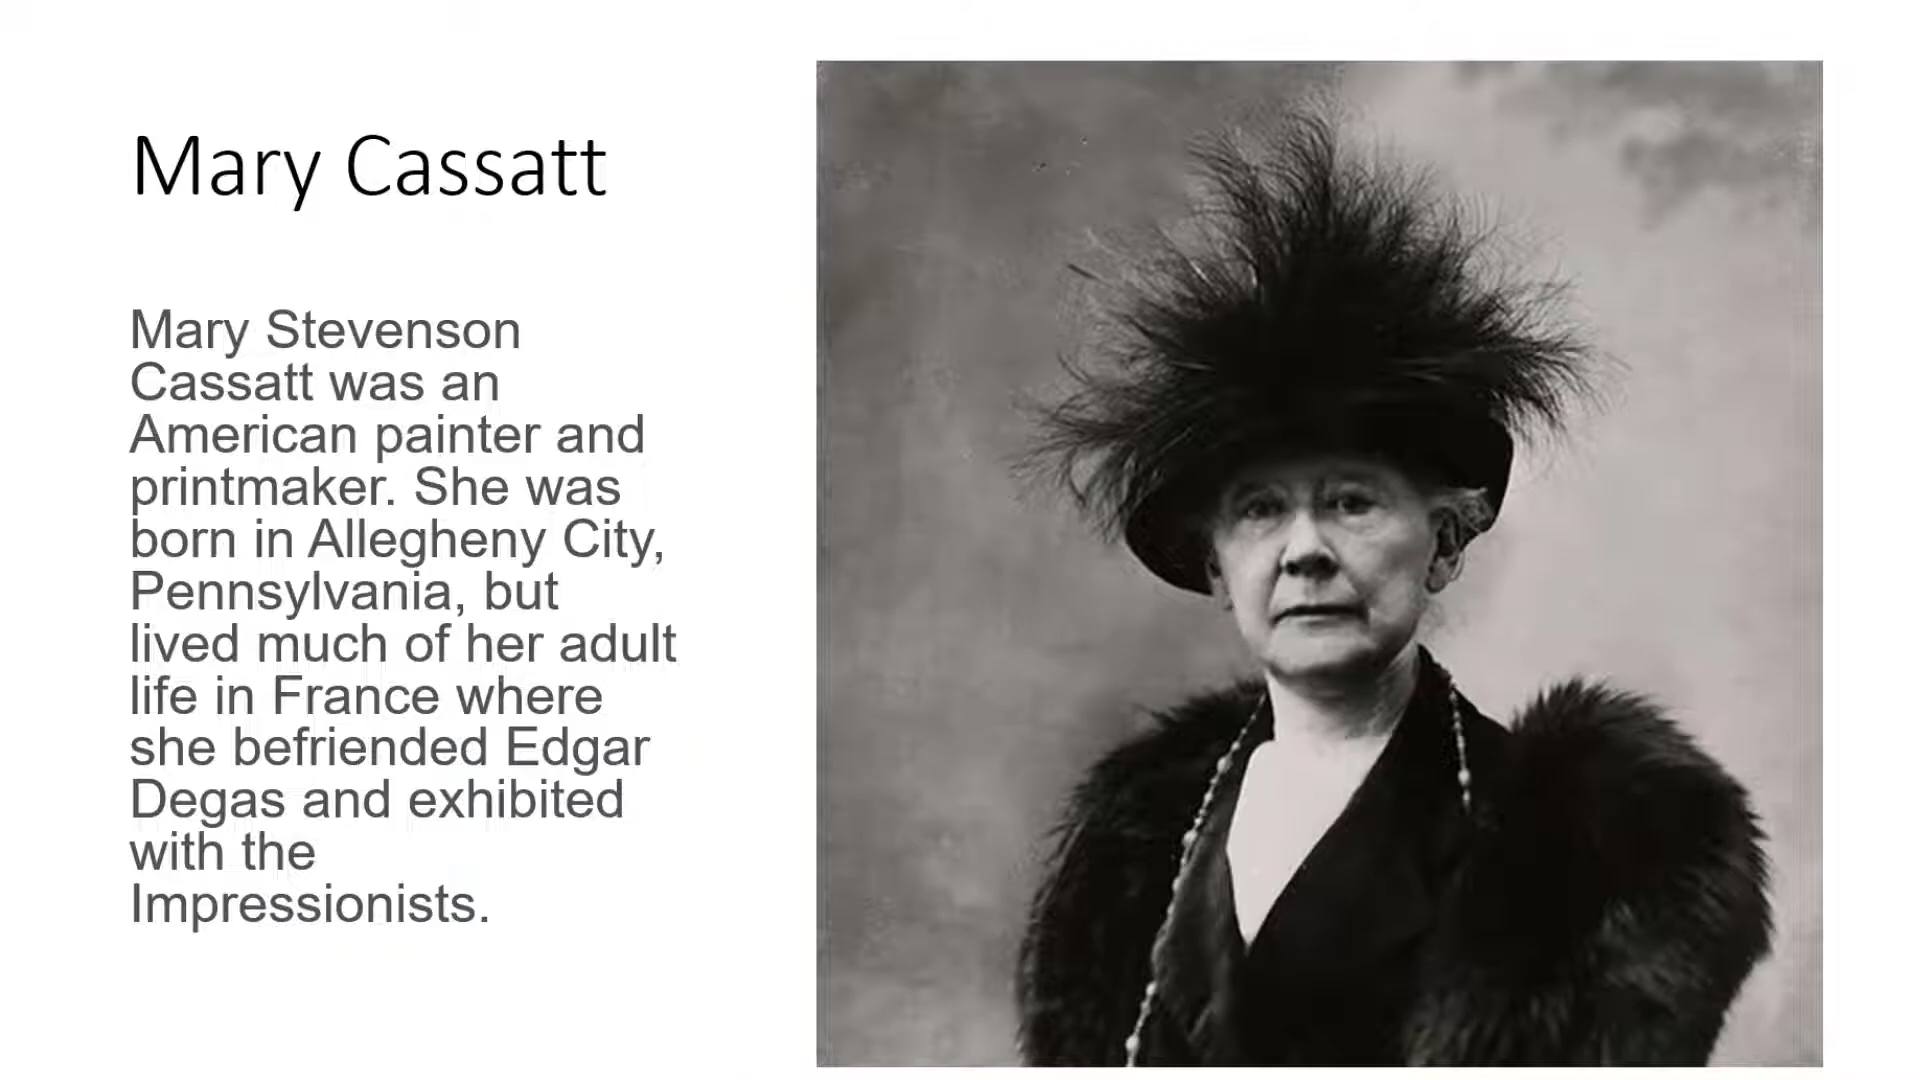 Mary Cassatt
Mary Stevenson
Cassatt was an
American painter and
printmaker. She was
born in Allegheny City,
Pennsylvania, but
lived much of her adult
life in France where
she befriended Edgar
Degas and exhibited
with the
Impressionists.